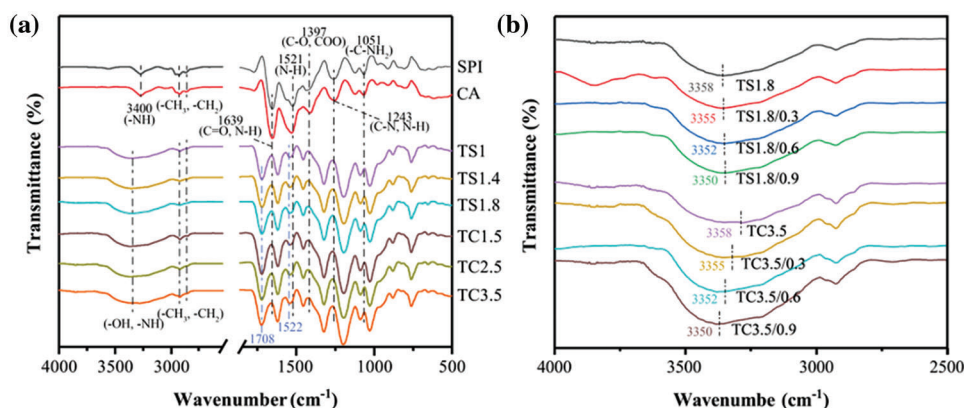 (a)
Transmittance (%)
3400
(-NH)
(-CH3, -CH2)
1639
(C=O, N-H)
1521
(N-H)
1397
(C-O, COO)
1051
(-C-NH2)
1243
(C-N, N-H)
SPI
CA
TS1
TS1.4
TS1.8
TC1.5
TC2.5
TC3.5
(-OH, -NH)
(-CH3, -CH2)
1708
1522
4000
3500
3000
1500
1000
500
Wavenumber (cm-1)
(b)
Transmittance (%)
3358
TS1.8
3355
TS1.8/0.3
3352
TS1.8/0.6
3350
TS1.8/0.9
3358
TC3.5
3355
TC3.5/0.3
3352
TC3.5/0.6
3350
TC3.5/0.9
4000
3500
3000
2500
Wavenumbe (cm-1)